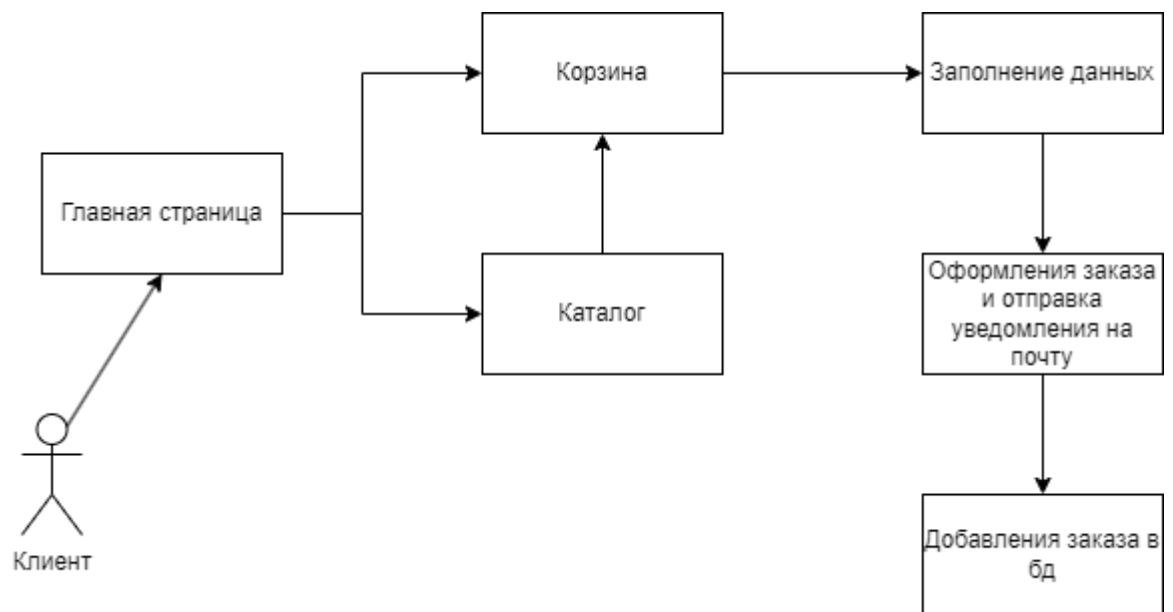 Корзина
Заполнение данных
Главная страница
Каталог
Оформления заказа
и отправка
уведомления на
почту
Клиент
Добавления заказа в
бд